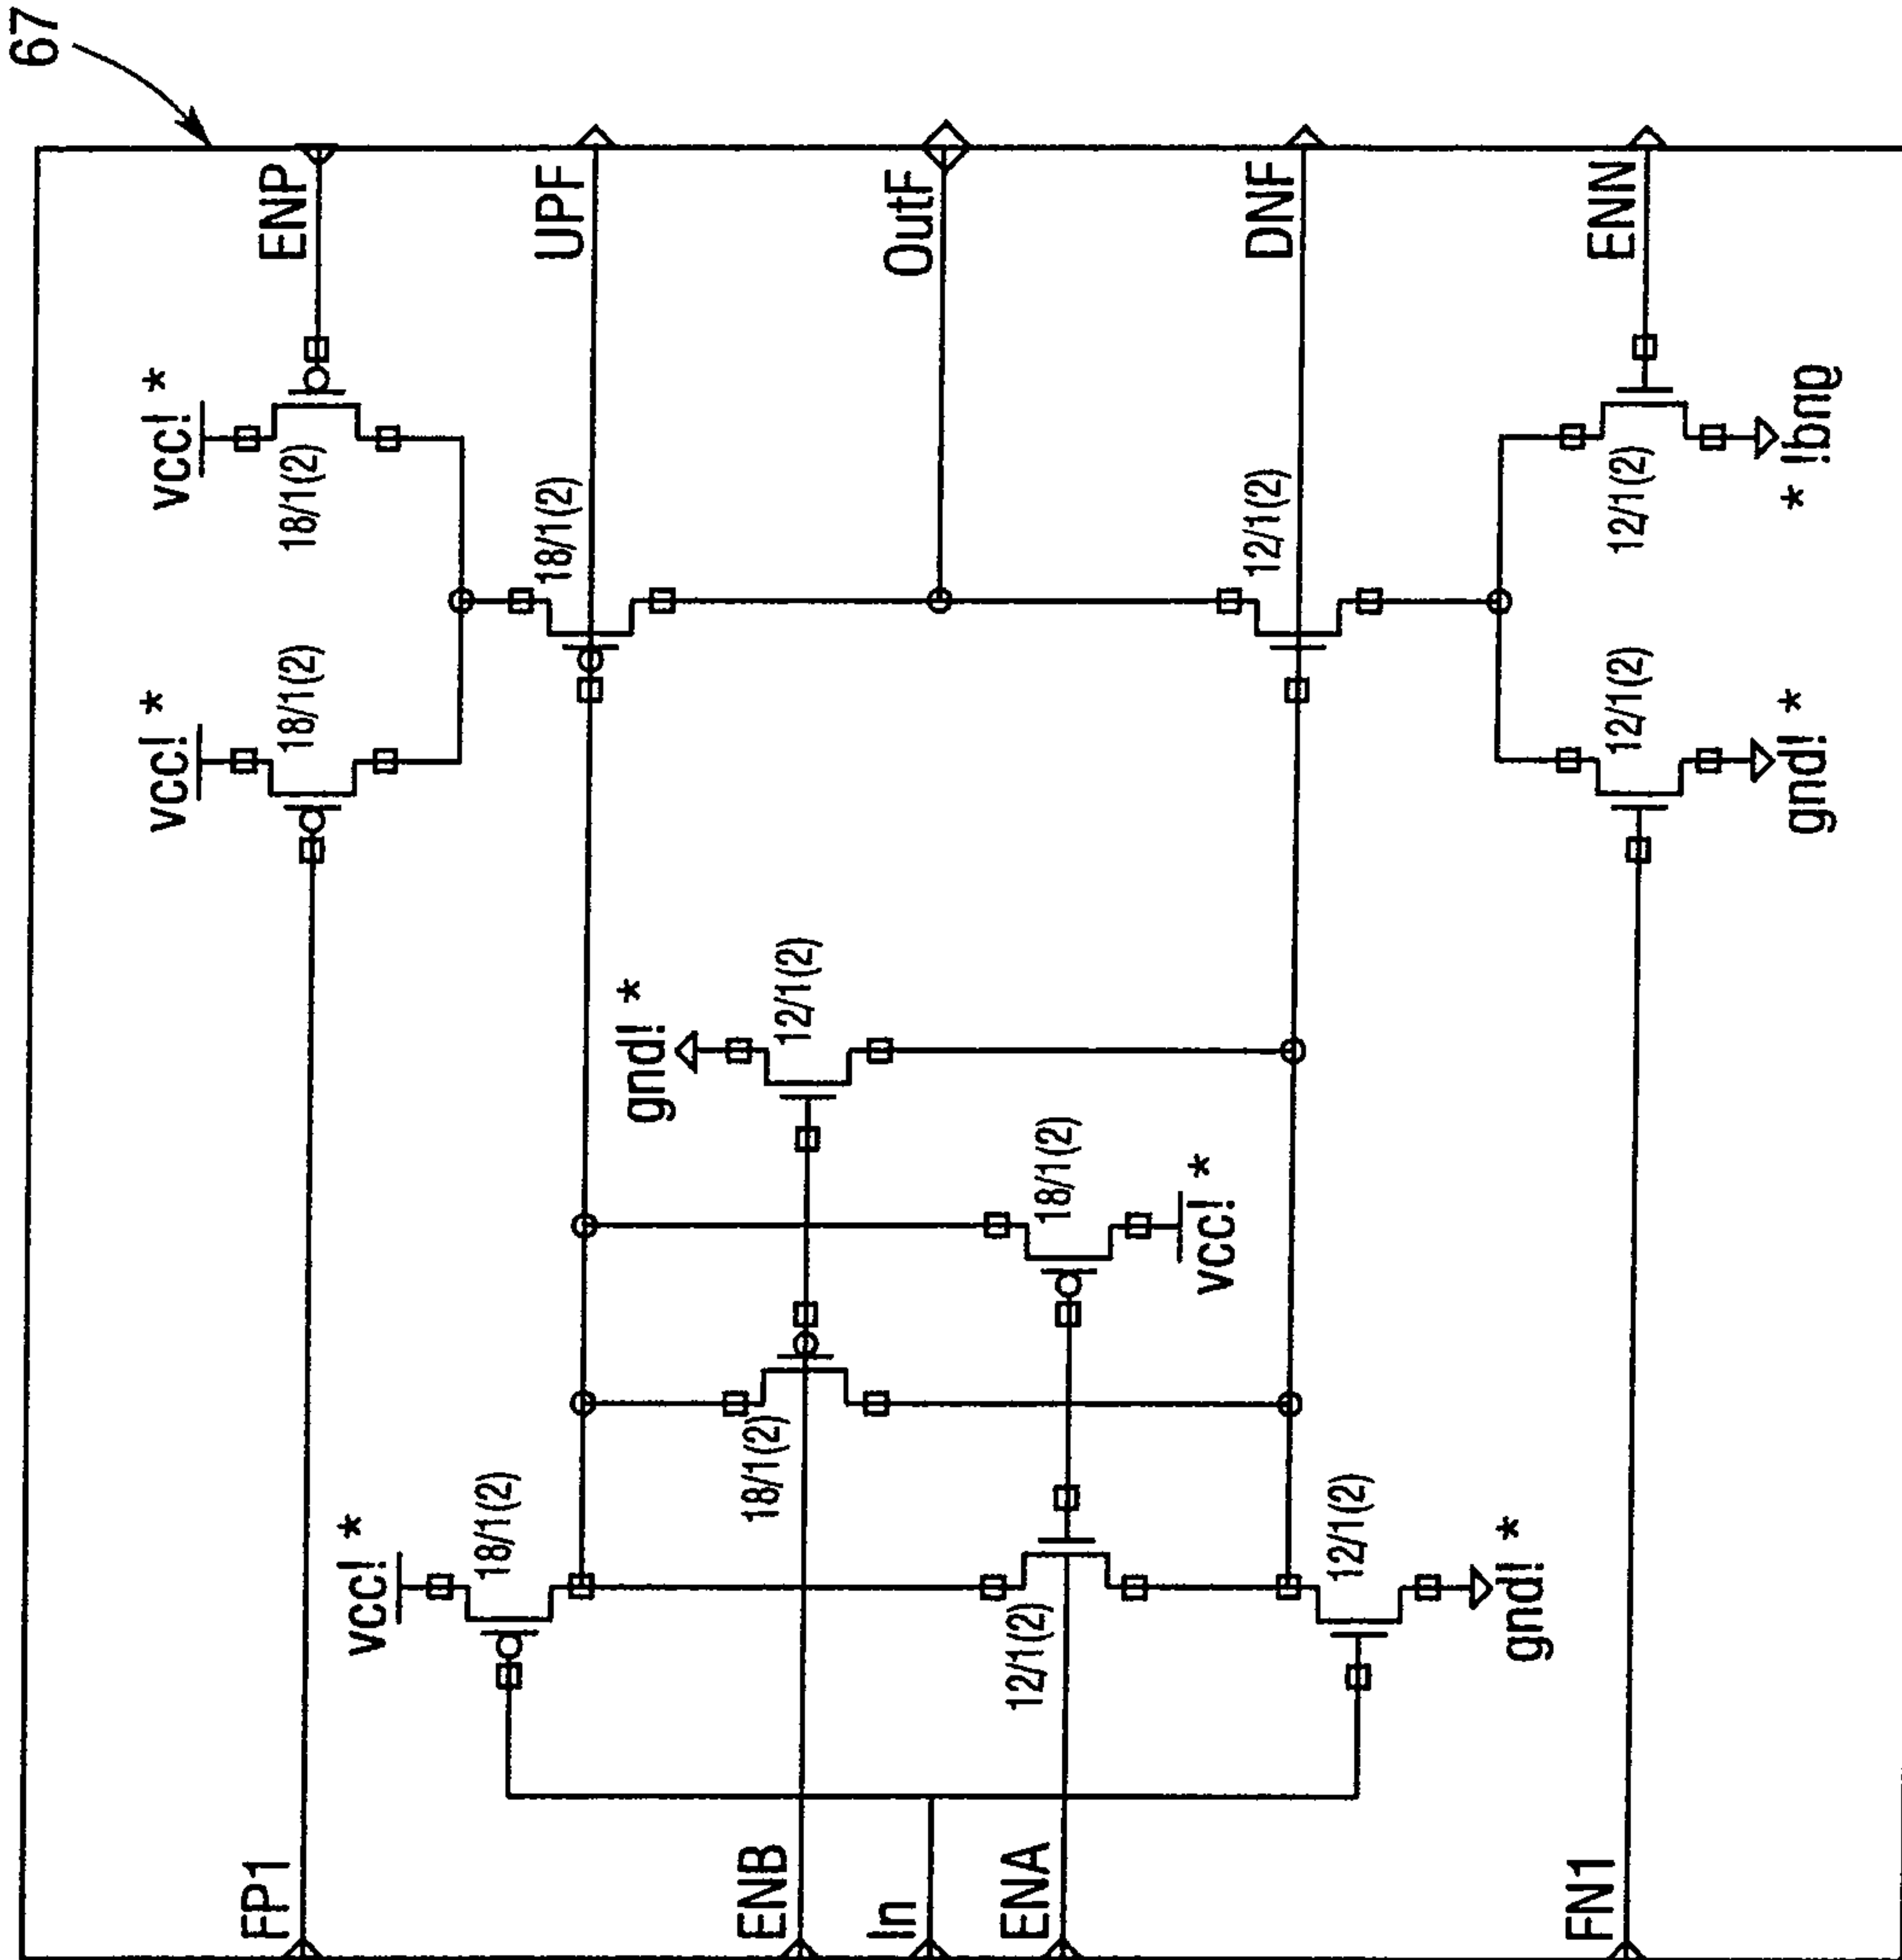 67
ENP
UPF
OutF
DNF
ENN
vcc! *
18/1(2)
vcc! *
18/1(2)
18/1(2)
12/1(2)
12/1(2)
* gnd!
12/1(2)
gnd! *
gnd! *
12/1(2)
18/1(2)
vcc! *
18/1(2)
vcc! *
18/1(2)
12/1(2)
12/1(2)
gnd! *
FP1
ENB
In
ENA
FN1